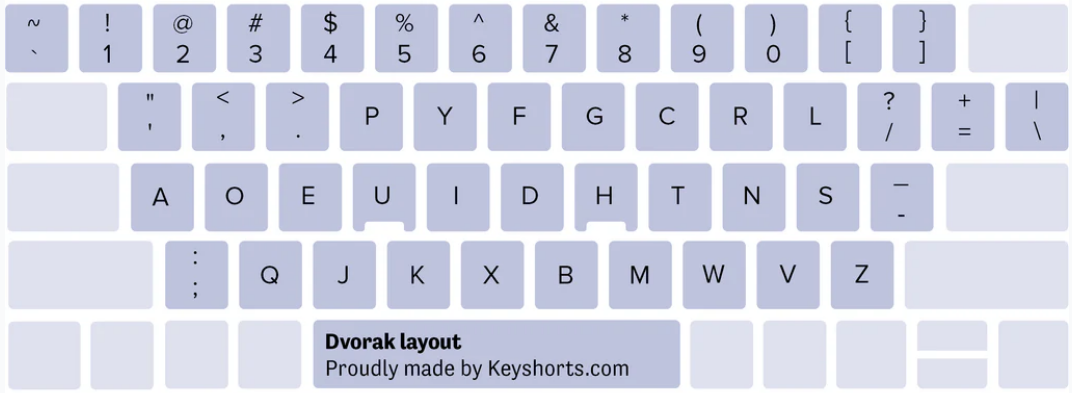 ~ ! @ # $ % ^ & * ( ) { }
` 1 2 3 4 5 6 7 8 9 0 [ ]
" < > P Y F G C R L ? + |
' , . / = \
A O E U I D H T N S _
-
: Q J K X B M W V Z
;
Dvorak layout
Proudly made by Keyshorts.com